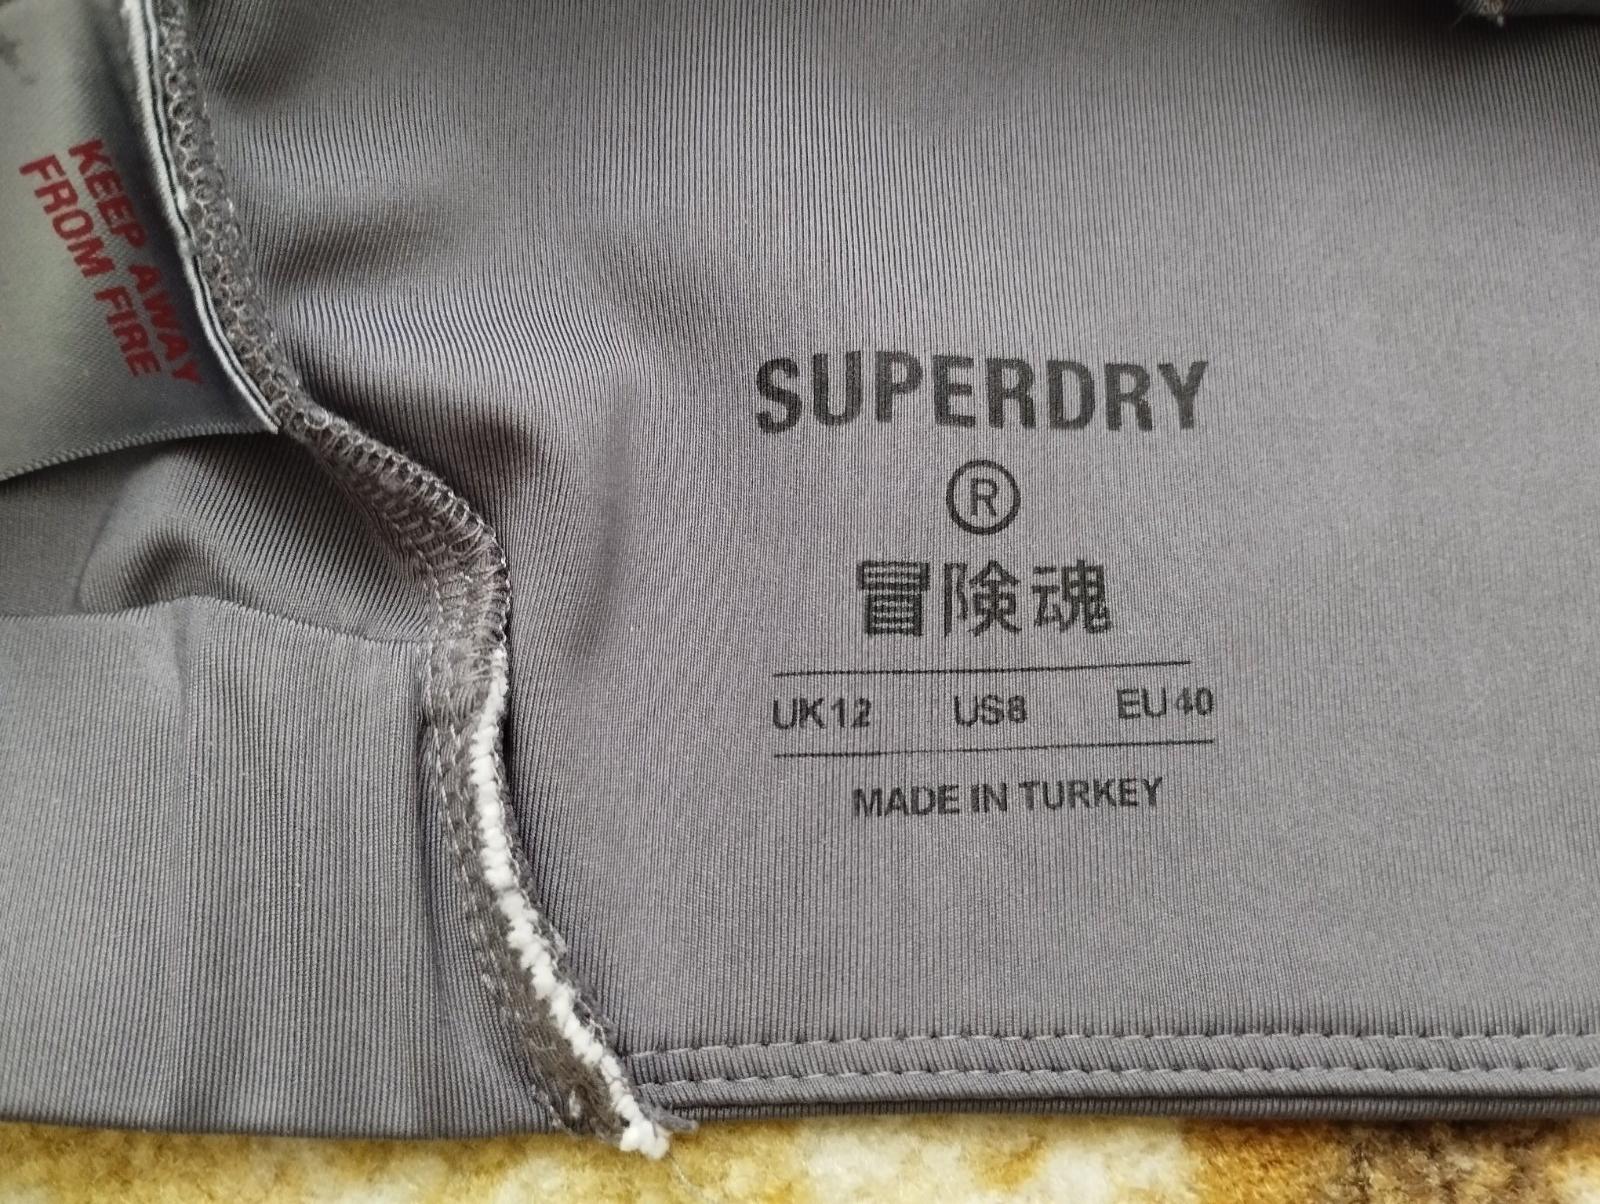 KEEP AWAY
FROM FIRE
SUPERDRY
®
冒険魂
UK12 US8 EU40
MADE IN TURKEY